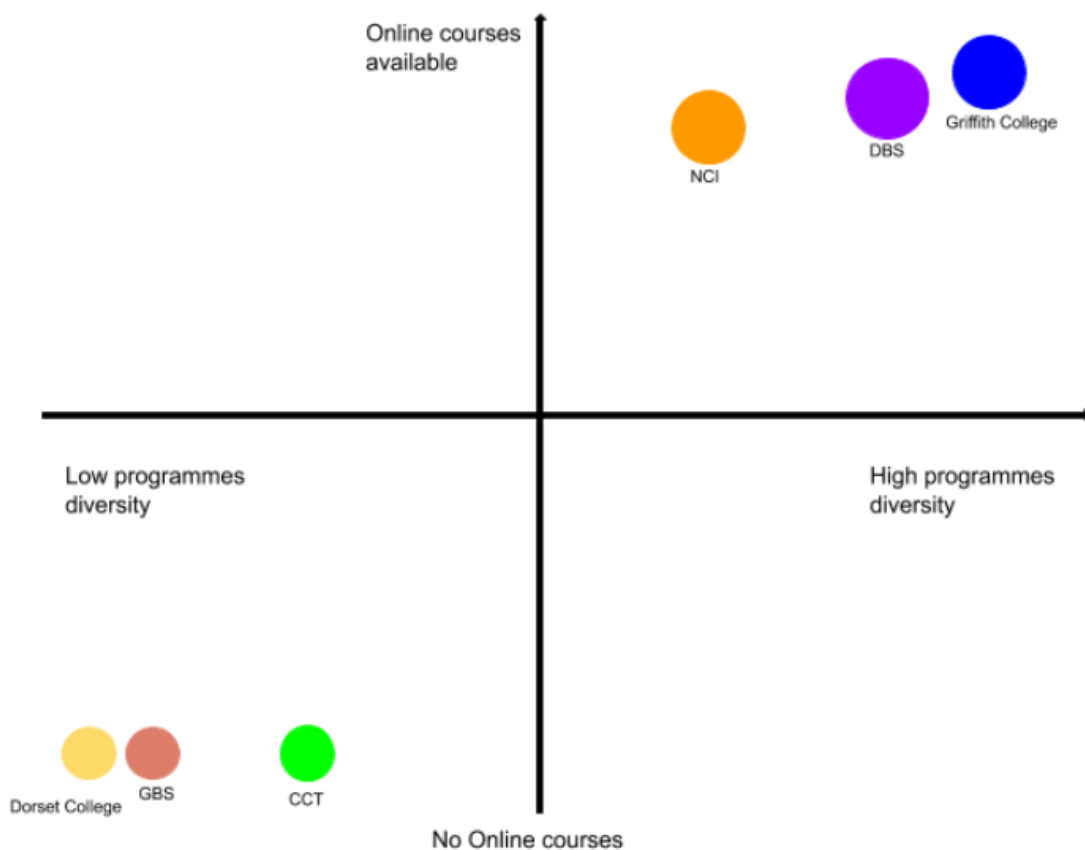 Online courses
available
Griffith College
DBS
NCI
Low programmes
diversity
High programmes
diversity
Dorset College
GBS
CCT
No Online courses